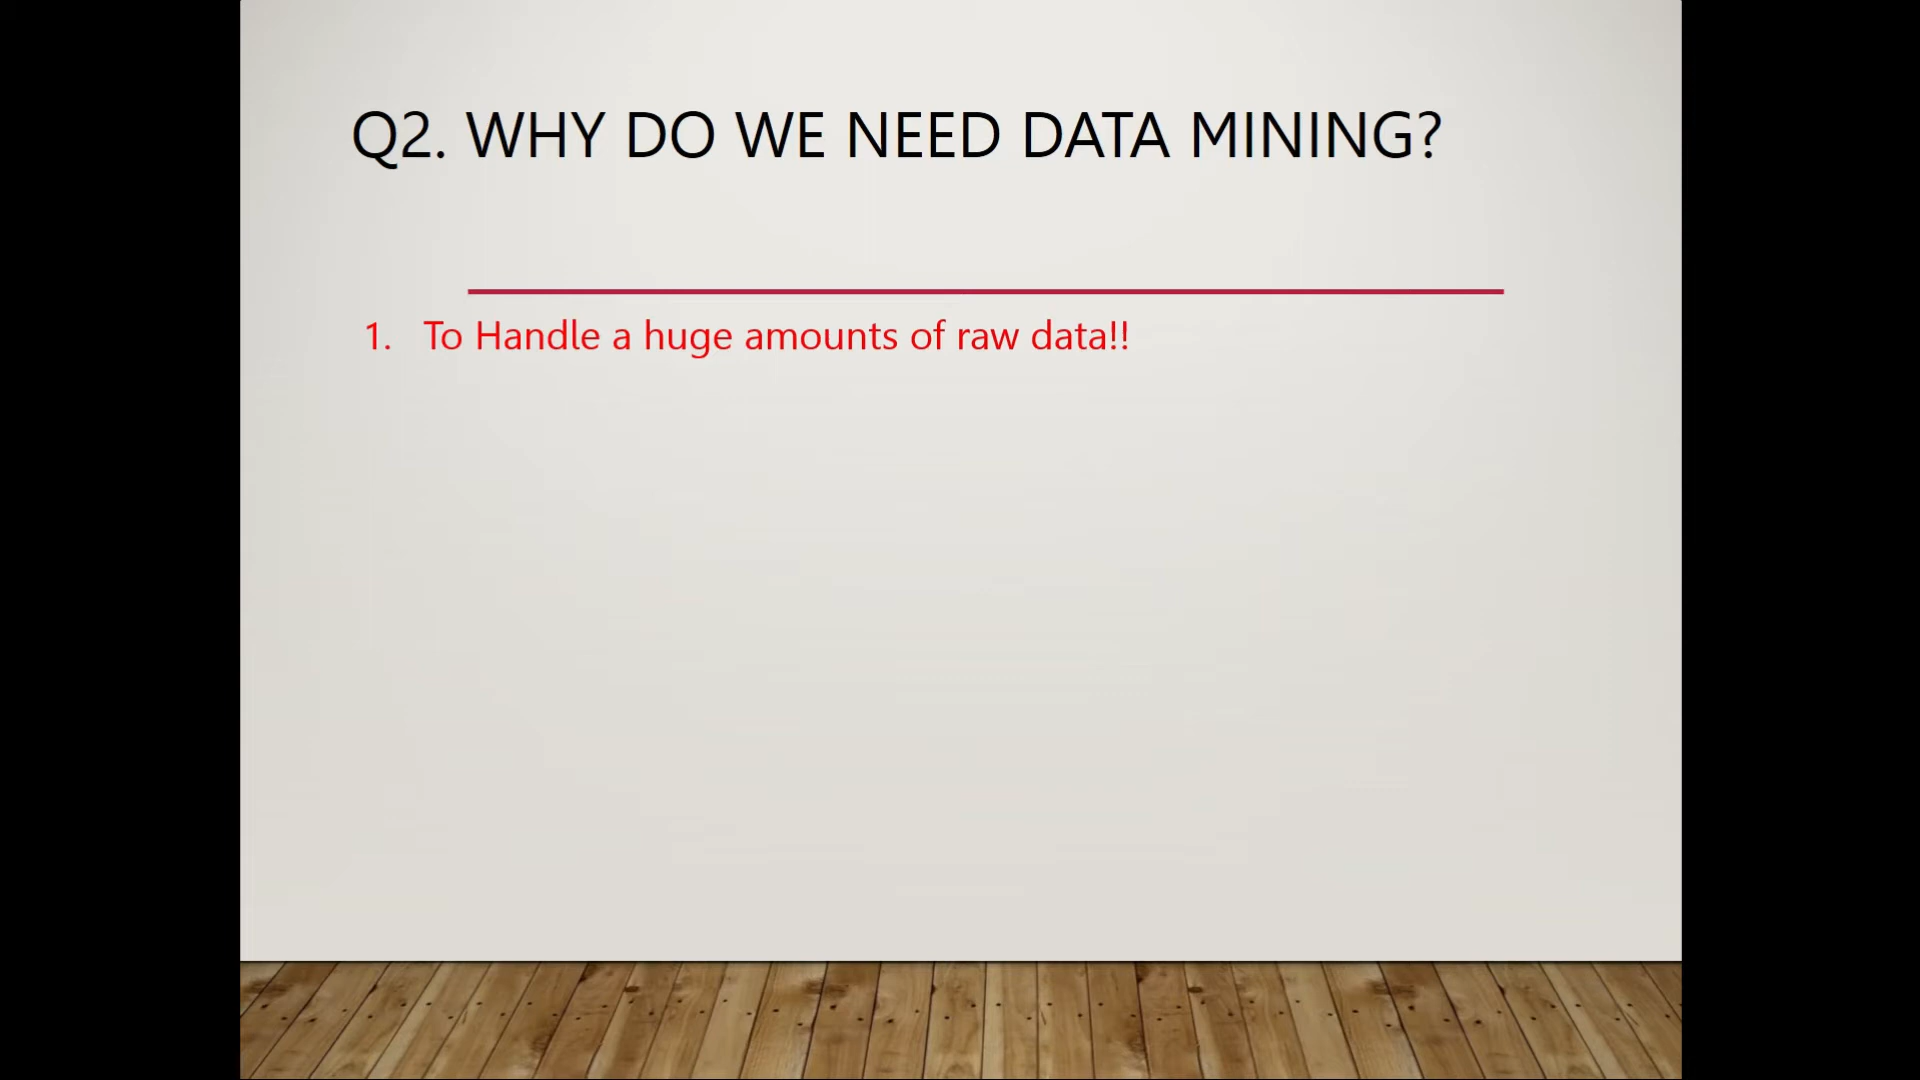 Q2. WHY DO WE NEED DATA MINING?
1. To Handle a huge amounts of raw data!!